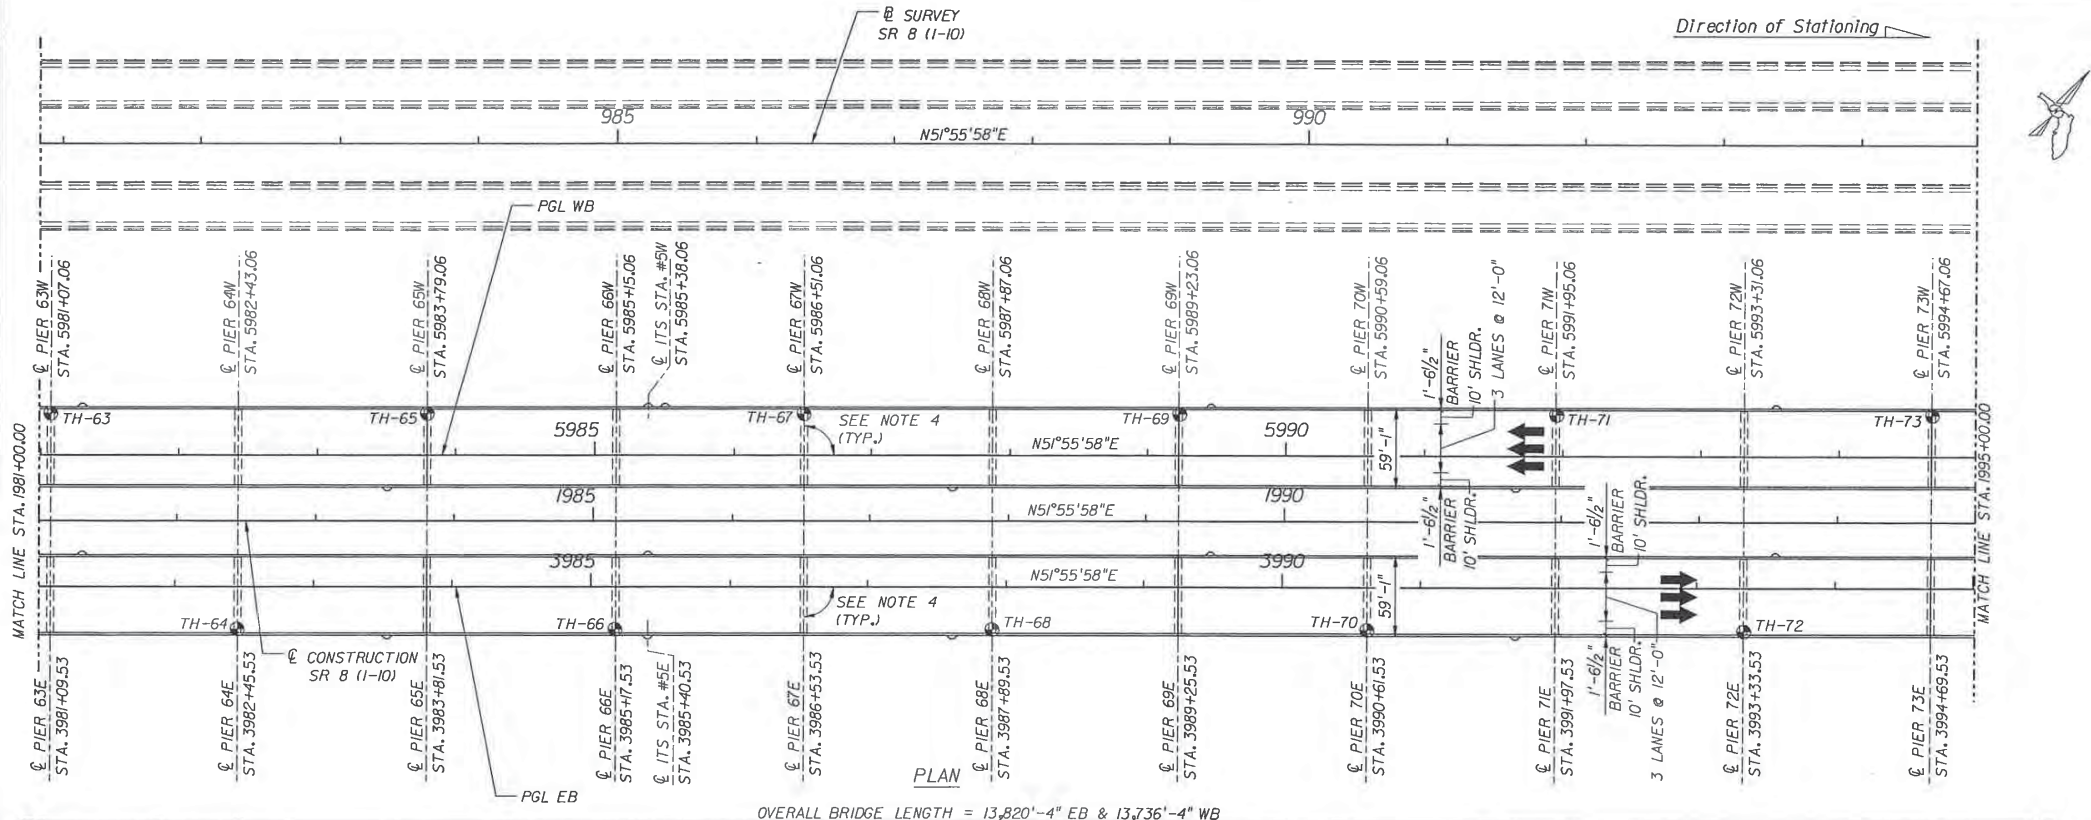 ℄ SURVEY
SR 8 (I-10)
Direction of Stationing
985
990
N51°55'58"E
PGL WB
℄ PIER 63W
STA. 5981+07.06
℄ PIER 64W
STA. 5982+43.06
℄ PIER 65W
STA. 5983+79.06
℄ PIER 66W
STA. 5985+15.06
℄ ITS STA. #5W
STA. 5985+38.06
℄ PIER 67W
STA. 5986+51.06
℄ PIER 68W
STA. 5987+87.06
℄ PIER 69W
STA. 5989+23.06
℄ PIER 70W
STA. 5990+59.06
1'-6½"
BARRIER
10' SHLDR.
3 LANES @ 12'-0"
℄ PIER 71W
STA. 5991+95.06
℄ PIER 72W
STA. 5993+31.06
℄ PIER 73W
STA. 5994+67.06
MATCH LINE STA. 1981+00.00
TH-63
TH-65
TH-67
SEE NOTE 4
(TYP.)
TH-69
TH-71
TH-73
5985
N51°55'58"E
5990
59'-1"
MATCH LINE STA. 1995+00.00
1985
N51°55'58"E
1990
1'-6½"
BARRIER
10' SHLDR.
1'-6½"
BARRIER
10' SHLDR.
3985
N51°55'58"E
3990
59'-1"
SEE NOTE 4
(TYP.)
TH-64
TH-66
TH-68
TH-70
TH-72
℄ CONSTRUCTION
SR 8 (I-10)
1'-6½"
BARRIER
10' SHLDR.
3 LANES @ 12'-0"
℄ PIER 63E
STA. 3981+09.53
℄ PIER 64E
STA. 3982+45.53
℄ PIER 65E
STA. 3983+81.53
℄ PIER 66E
STA. 3985+17.53
℄ ITS STA. #5E
STA. 3985+40.53
℄ PIER 67E
STA. 3986+53.53
℄ PIER 68E
STA. 3987+89.53
℄ PIER 69E
STA. 3989+25.53
℄ PIER 70E
STA. 3990+61.53
℄ PIER 71E
STA. 3991+97.53
℄ PIER 72E
STA. 3993+33.53
℄ PIER 73E
STA. 3994+69.53
PGL EB
PLAN
OVERALL BRIDGE LENGTH = 13,820'-4" EB & 13,736'-4" WB